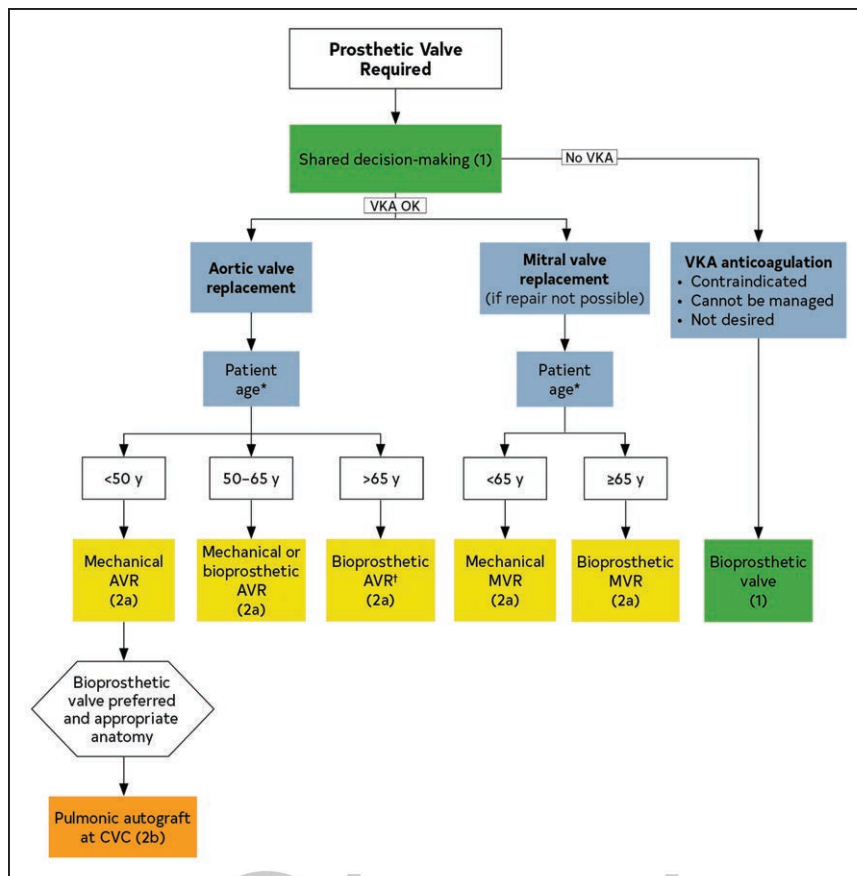 Prosthetic Valve
Required
Shared decision-making (1)
No VKA
VKA OK
Aortic valve
replacement
Mitral valve
replacement
(if repair not possible)
VKA anticoagulation
• Contraindicated
• Cannot be managed
• Not desired
Patient
age*
Patient
age*
<50 y
50–65 y
>65 y
<65 y
≥65 y
Mechanical
AVR
(2a)
Mechanical or
bioprosthetic
AVR
(2a)
Bioprosthetic
AVR†
(2a)
Mechanical
MVR
(2a)
Bioprosthetic
MVR
(2a)
Bioprosthetic
valve
(1)
Bioprosthetic
valve preferred
and appropriate
anatomy
Pulmonic autograft
at CVC (2b)